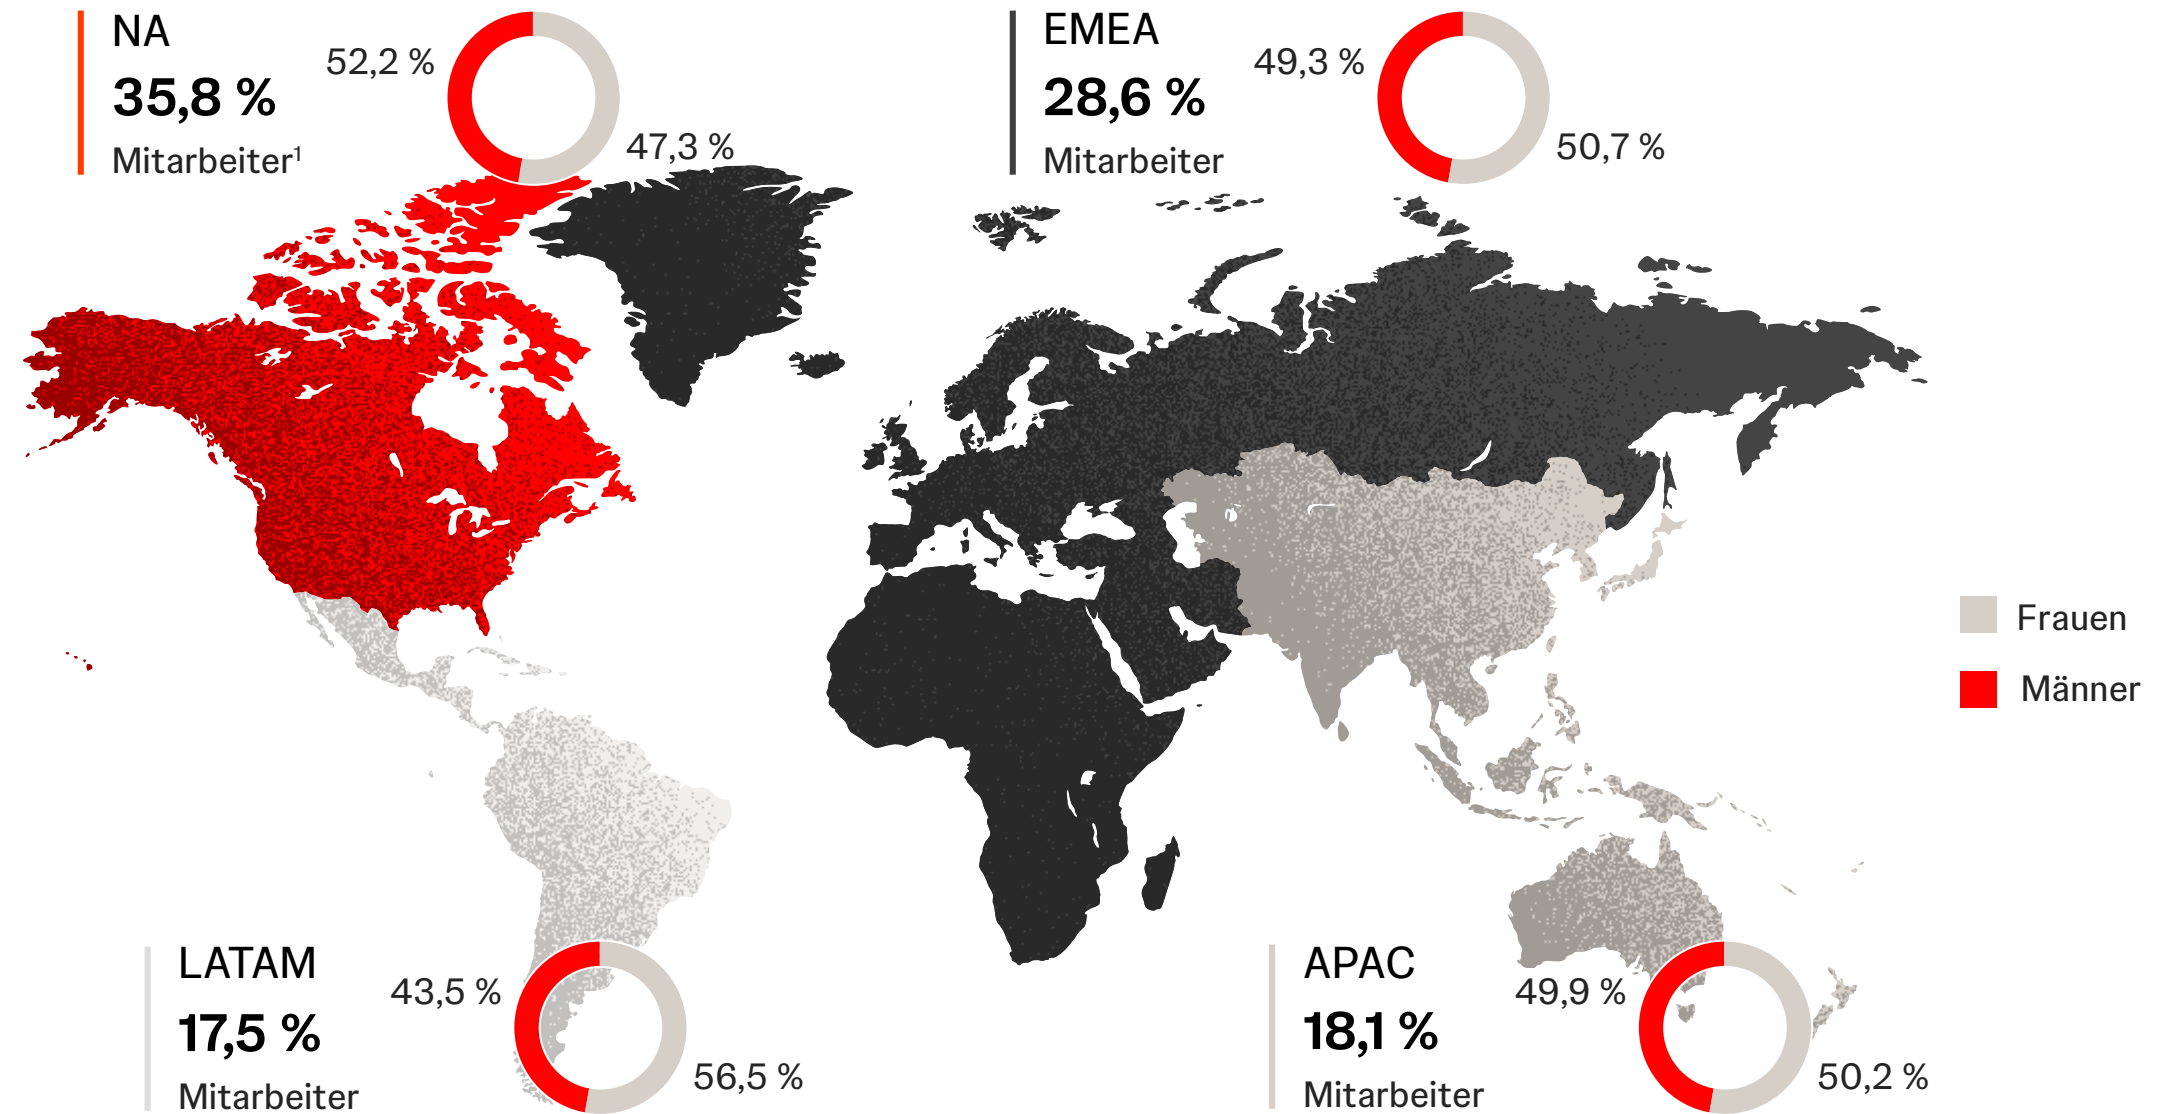 NA
35,8 %
Mitarbeiter¹
52,2 %
47,3 %
EMEA
28,6 %
Mitarbeiter
49,3 %
50,7 %
Frauen
Männer
LATAM
17,5 %
Mitarbeiter
43,5 %
56,5 %
APAC
18,1 %
Mitarbeiter
49,9 %
50,2 %